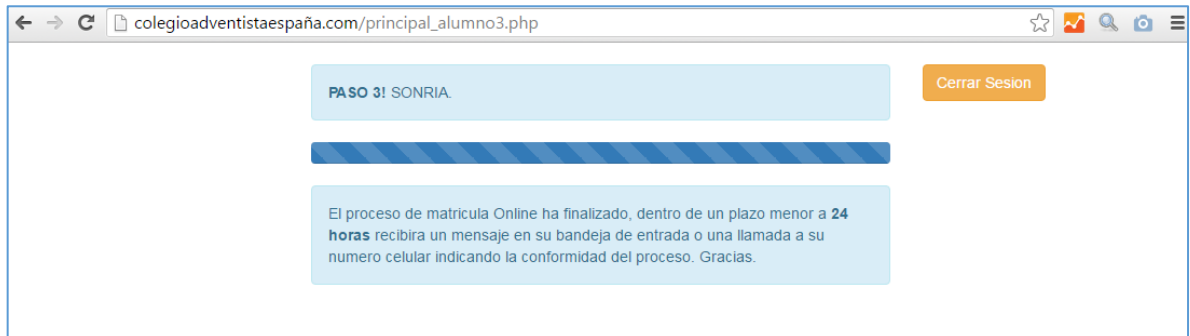 colegioadventistaespaña.com/principal_alumno3.php
PASO 3! SONRIA.
Cerrar Sesion
El proceso de matricula Online ha finalizado, dentro de un plazo menor a 24
horas recibira un mensaje en su bandeja de entrada o una llamada a su
numero celular indicando la conformidad del proceso. Gracias.